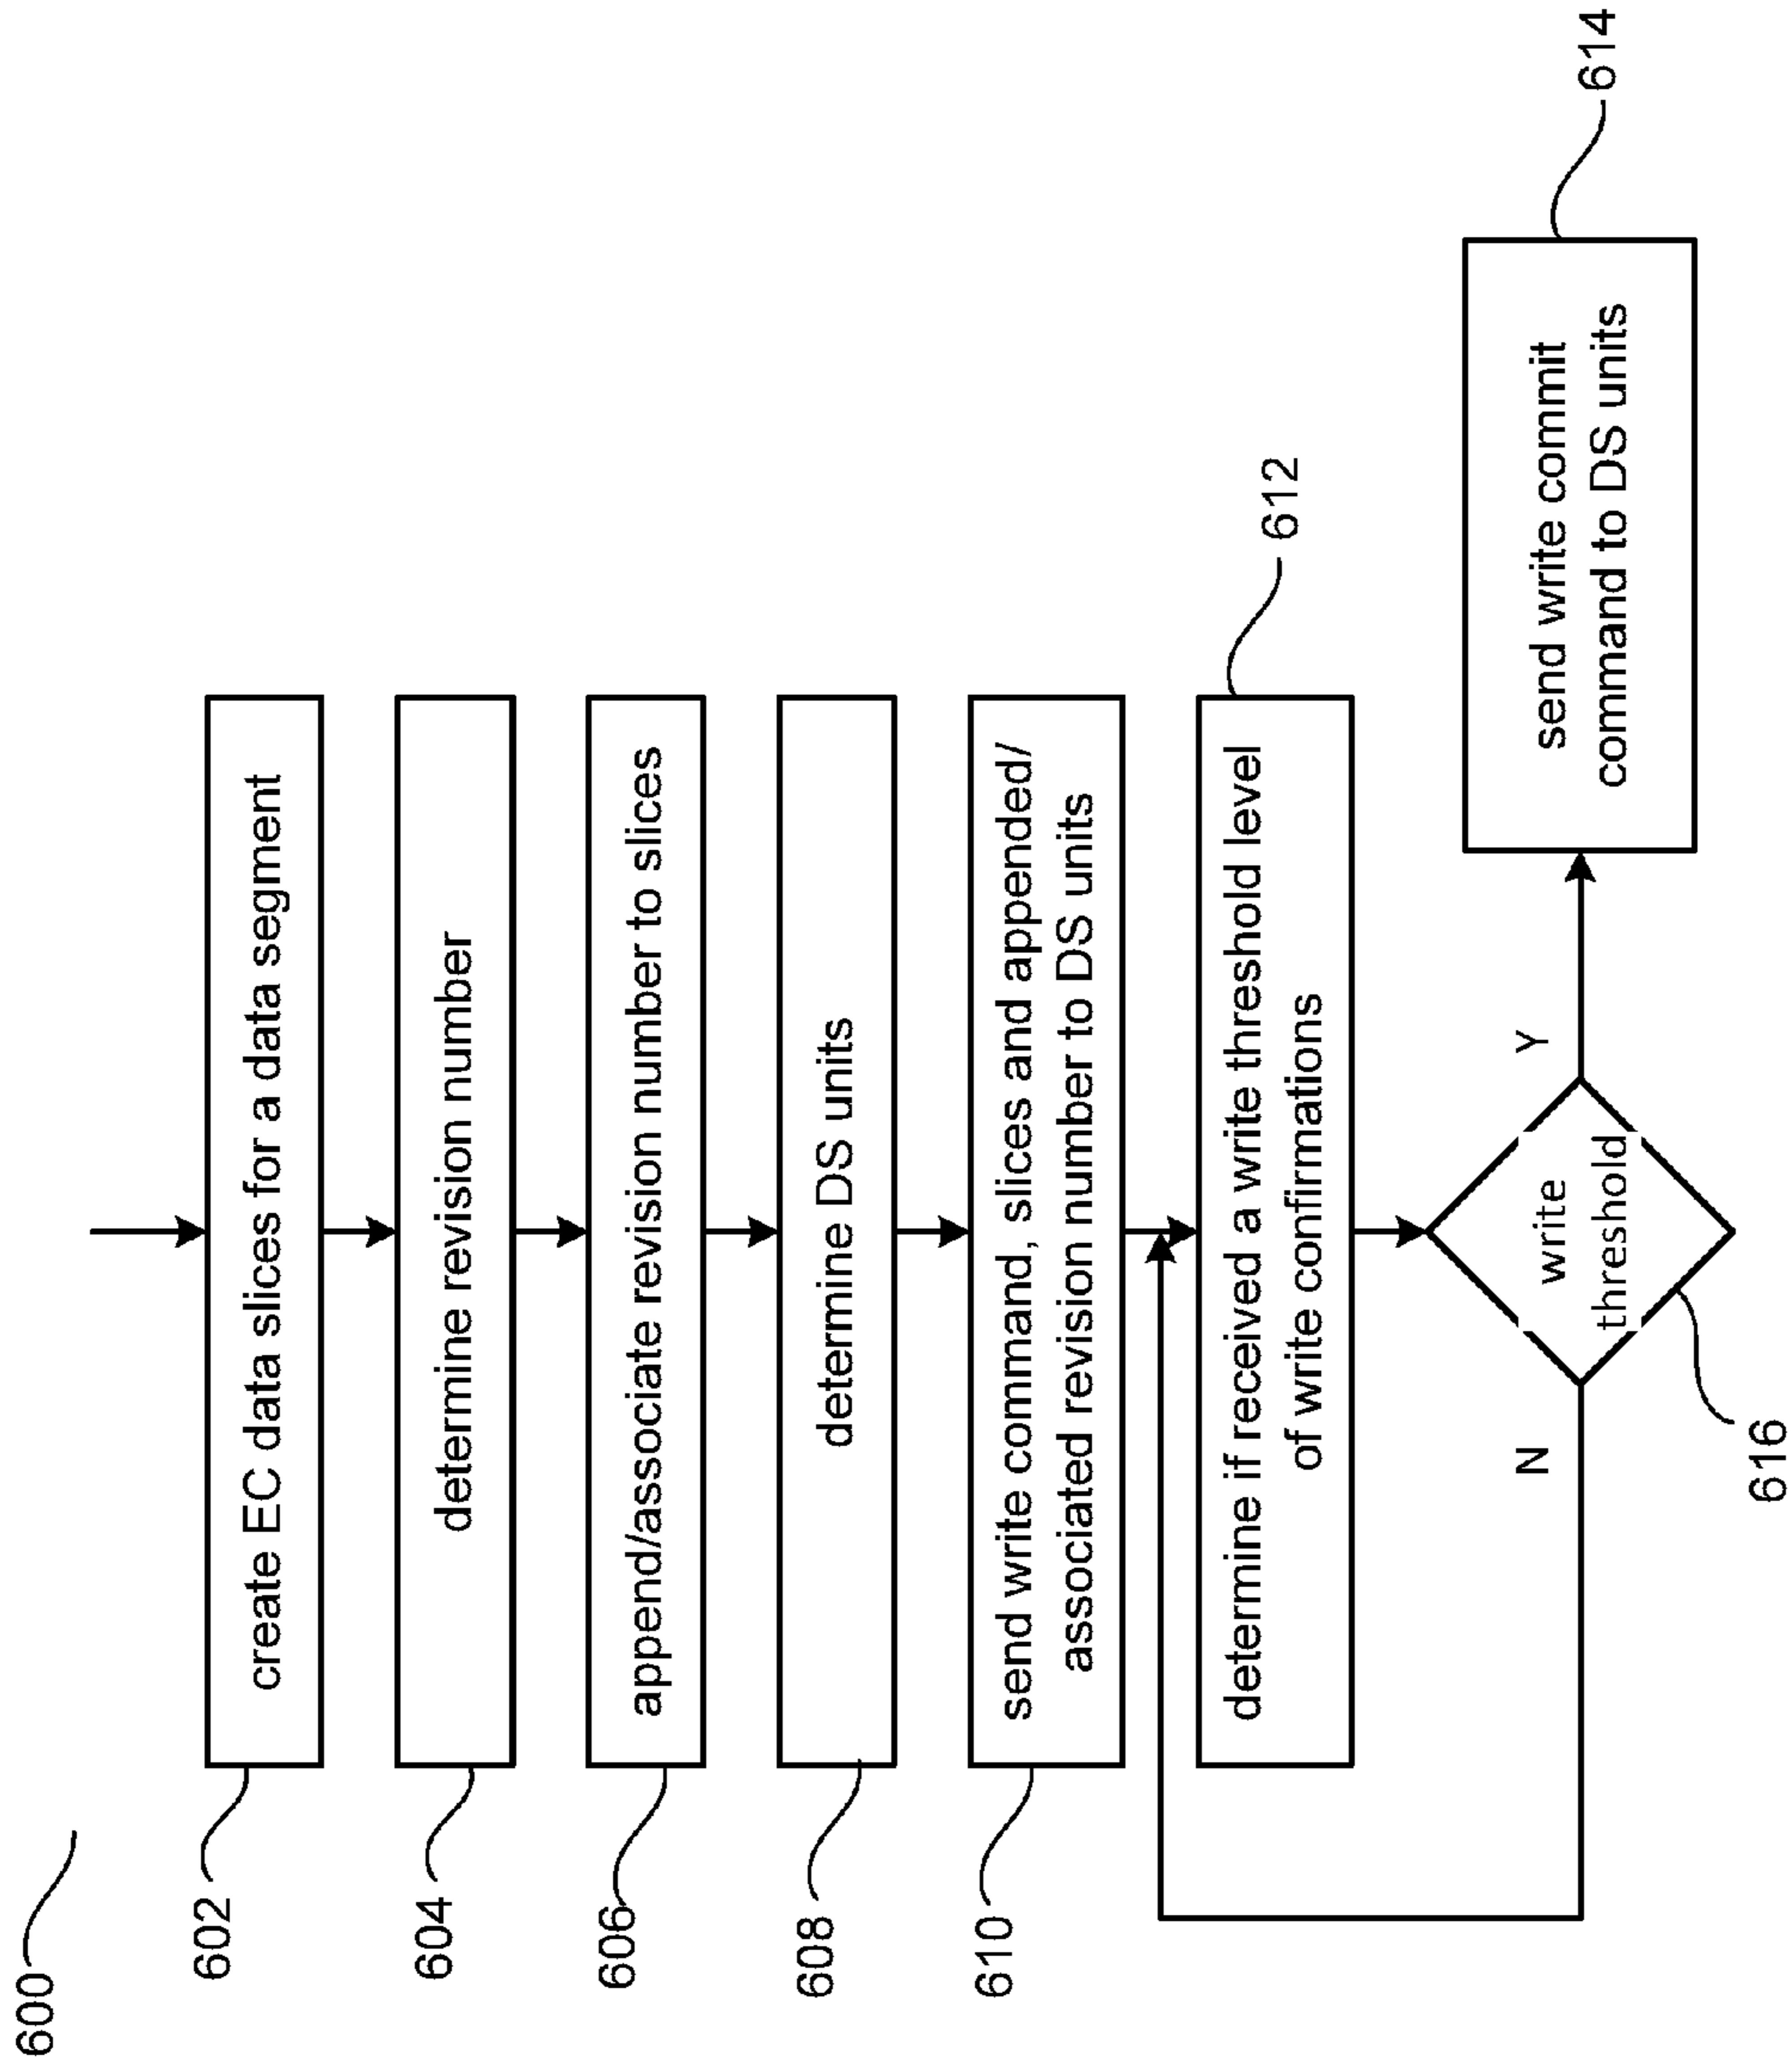 600
602
create EC data slices for a data segment
604
determine revision number
606
append/associate revision number to slices
608
determine DS units
610
send write command, slices and appended/
associated revision number to DS units
612
determine if received a write threshold level
of write confirmations
616
write
threshold
N
Y
614
send write commit
command to DS units